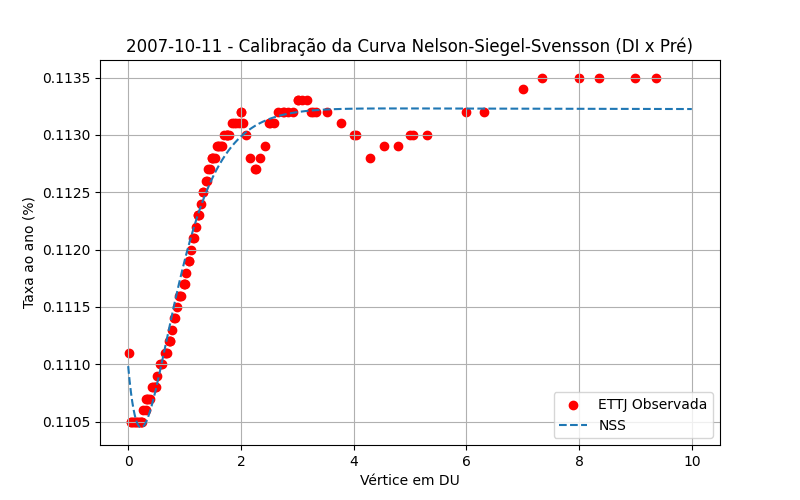 2007-10-11 - Calibração da Curva Nelson-Siegel-Svensson (DI x Pré)
0.1135
0.1130
0.1125
0.1120
0.1115
0.1110
0.1105
Taxa ao ano (%)
0 2 4 6 8 10
Vértice em DU
ETTJ Observada
NSS